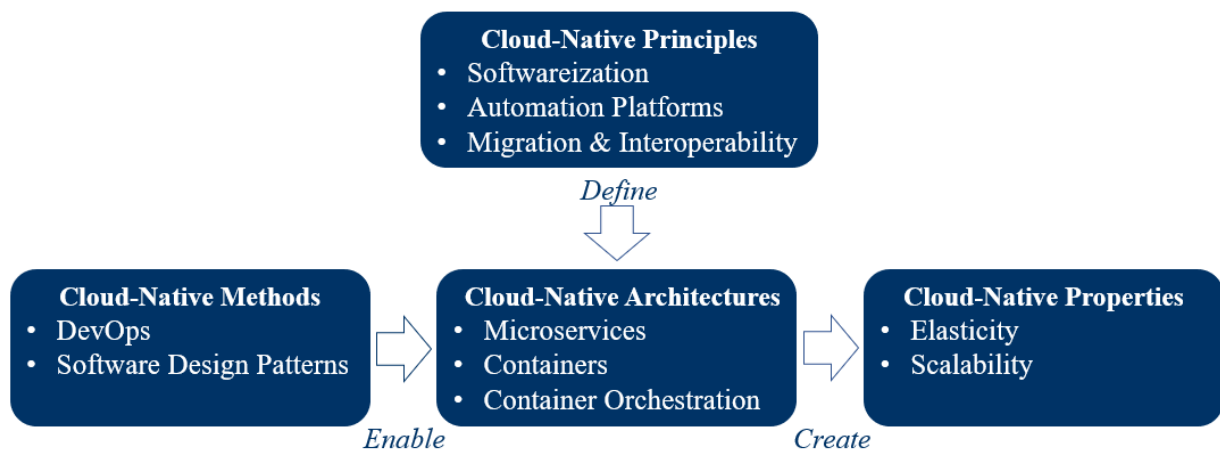 Cloud-Native Principles
• Softwareization
• Automation Platforms
• Migration & Interoperability
Define
Cloud-Native Methods
• DevOps
• Software Design Patterns
Enable
Cloud-Native Architectures
• Microservices
• Containers
• Container Orchestration
Create
Cloud-Native Properties
• Elasticity
• Scalability